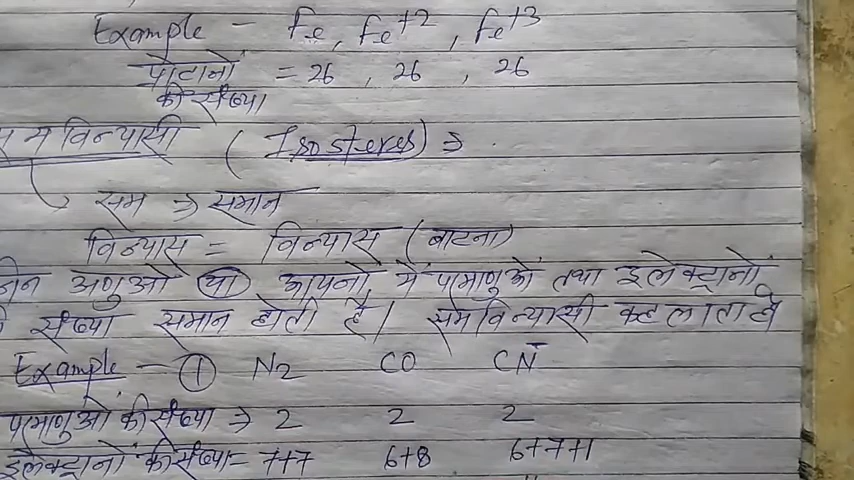 Example - Fe, Fe+2, Fe+3
प्रोटानों = 26, 26, 26
की संख्या
सम विन्यासी (Isosteres) ⇒
सम ⇒ समान
विन्यास = विन्यास (बाटना)
जिन अणुओं या आयनों में परमाणुओं तथा इलेक्ट्रानों
की संख्या समान होती है। समविन्यासी कहलाता है
Example - ① N2 CO CN-
परमाणुओं की संख्या ⇒ 2 2 2
इलेक्ट्रानों की संख्या = 7+7 6+8 6+7+1